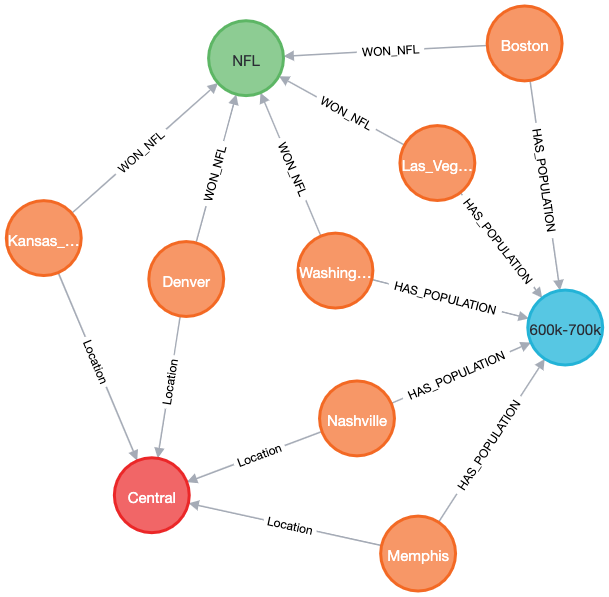 NFL
Boston
WON_NFL
WON_NFL
WON_NFL
WON_NFL
WON_NFL
HAS_POPULATION
Las_Veg...
Kansas_...
Denver
Washing...
HAS_POPULATION
HAS_POPULATION
600k-700k
Location
Location
HAS_POPULATION
Nashville
HAS_POPULATION
Location
Central
Location
Memphis